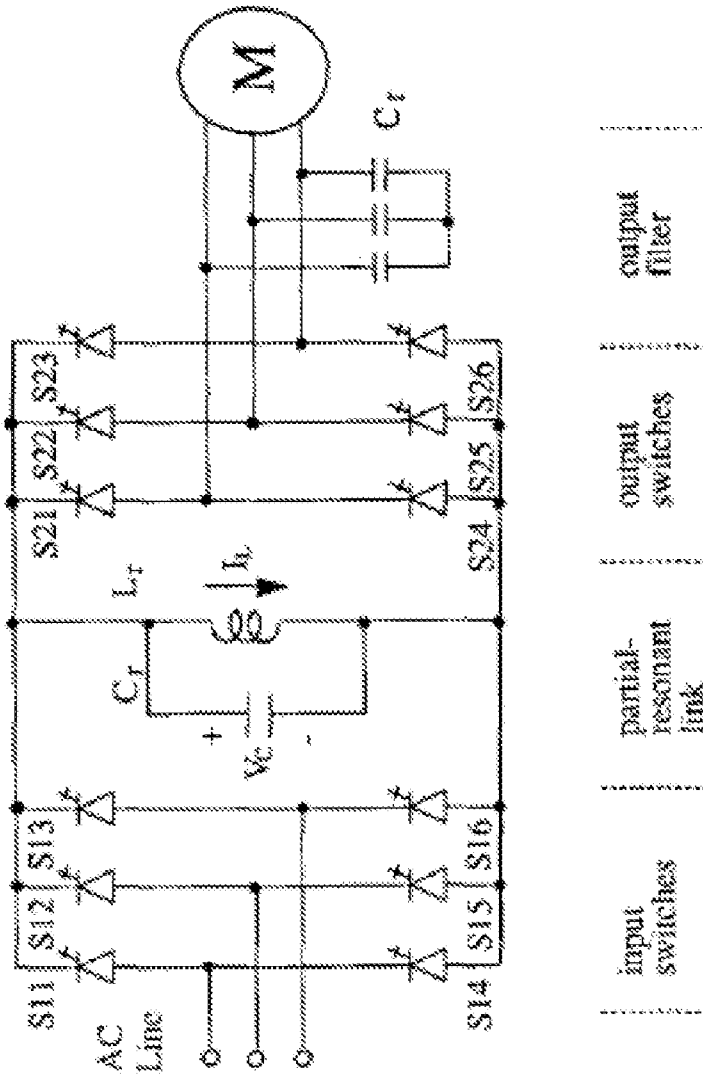 S11
S12
S13
S21
S22
S23
AC
Line
Vc
+
-
Cr
Lr
IL
M
Cf
S14
S15
S16
S24
S25
S26
input
switches
partial-
resonant
link
output
switches
output
filter